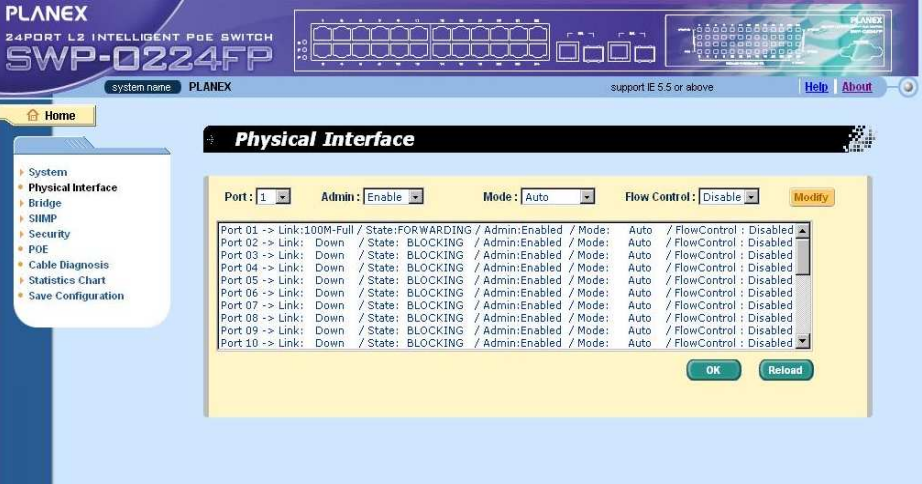 PLANEX
24PORT L2 INTELLIGENT PoE SWITCH
SWP-0224FP
PLANEX
system name PLANEX support IE 5.5 or above Help About
Home
Physical Interface
System
Physical Interface
Bridge
SNMP
Security
POE
Cable Diagnosis
Statistics Chart
Save Configuration
Port : 1 Admin : Enable Mode : Auto Flow Control : Disable Modify
Port 01 -> Link:100M-Full / State:FORWARDING / Admin:Enabled / Mode: Auto / FlowControl : Disabled
Port 02 -> Link: Down / State: BLOCKING / Admin:Enabled / Mode: Auto / FlowControl : Disabled
Port 03 -> Link: Down / State: BLOCKING / Admin:Enabled / Mode: Auto / FlowControl : Disabled
Port 04 -> Link: Down / State: BLOCKING / Admin:Enabled / Mode: Auto / FlowControl : Disabled
Port 05 -> Link: Down / State: BLOCKING / Admin:Enabled / Mode: Auto / FlowControl : Disabled
Port 06 -> Link: Down / State: BLOCKING / Admin:Enabled / Mode: Auto / FlowControl : Disabled
Port 07 -> Link: Down / State: BLOCKING / Admin:Enabled / Mode: Auto / FlowControl : Disabled
Port 08 -> Link: Down / State: BLOCKING / Admin:Enabled / Mode: Auto / FlowControl : Disabled
Port 09 -> Link: Down / State: BLOCKING / Admin:Enabled / Mode: Auto / FlowControl : Disabled
Port 10 -> Link: Down / State: BLOCKING / Admin:Enabled / Mode: Auto / FlowControl : Disabled
OK Reload